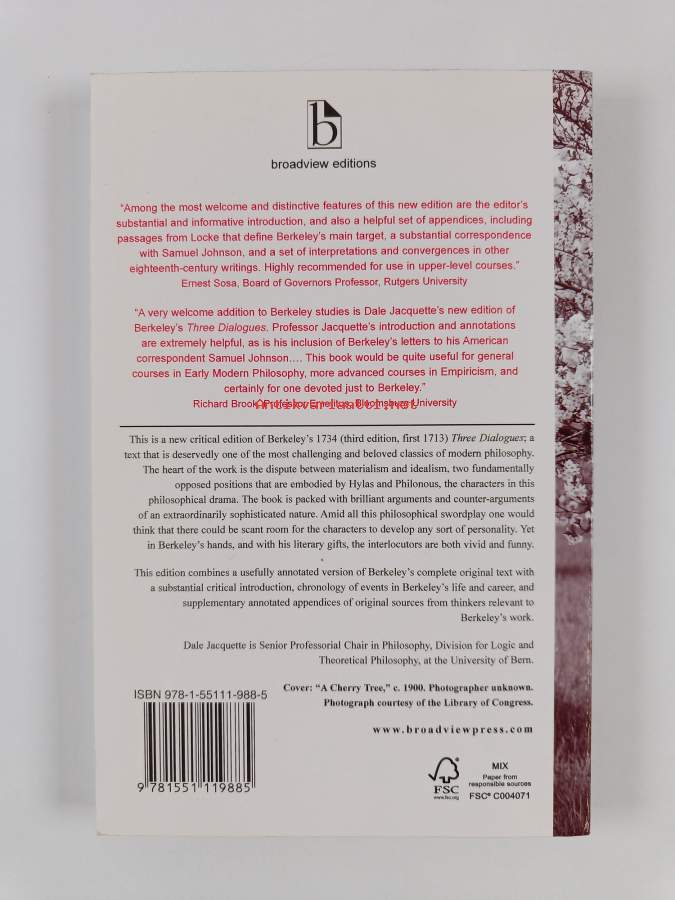 b
broadview editions
"Among the most welcome and distinctive features of this new edition are the editor's
substantial and informative introduction, and also a helpful set of appendices, including
passages from Locke that define Berkeley's main target, a substantial correspondence
with Samuel Johnson, and a set of interpretations and convergences in other
eighteenth-century writings. Highly recommended for use in upper-level courses."
Ernest Sosa, Board of Governors Professor, Rutgers University
"A very welcome addition to Berkeley studies is Dale Jacquette's new edition of
Berkeley's Three Dialogues. Professor Jacquette's introduction and annotations
are extremely helpful, as is his inclusion of Berkeley's letters to his American
correspondent Samuel Johnson.... This book would be quite useful for general
courses in Early Modern Philosophy, more advanced courses in Empiricism, and
certainly for one devoted just to Berkeley."
Richard Brook, Professor Emeritus, Bloomsburg University
This is a new critical edition of Berkeley's 1734 (third edition, first 1713) Three Dialogues, a
text that is deservedly one of the most challenging and beloved classics of modern philosophy.
The heart of the work is the dispute between materialism and idealism, two fundamentally
opposed positions that are embodied by Hylas and Philonous, the characters in this
philosophical drama. The book is packed with brilliant arguments and counter-arguments
of an extraordinarily sophisticated nature. Amid all this philosophical swordplay one would
think that there could be scant room for the characters to develop any sort of personality. Yet
in Berkeley's hands, and with his literary gifts, the interlocutors are both vivid and funny.
This edition combines a usefully annotated version of Berkeley's complete original text with
a substantial critical introduction, chronology of events in Berkeley's life and career, and
supplementary annotated appendices of original sources from thinkers relevant to
Berkeley's work.
Dale Jacquette is Senior Professorial Chair in Philosophy, Division for Logic and
Theoretical Philosophy, at the University of Bern.
Cover: "A Cherry Tree," c. 1900. Photographer unknown.
Photograph courtesy of the Library of Congress.
www.broadviewpress.com
ISBN 978-1-55111-988-5
9 781551 119885
FSC
www.fsc.org
MIX
Paper from
responsible sources
FSC® C004071